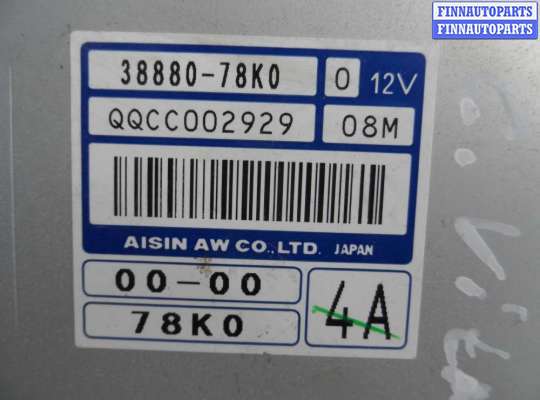 FINNAUTOPARTS
FINNAUTOPARTS
38880-78K0 0 12V
QQCC002929 08M
AISIN AW CO., LTD. JAPAN
00-00
78K0
4A